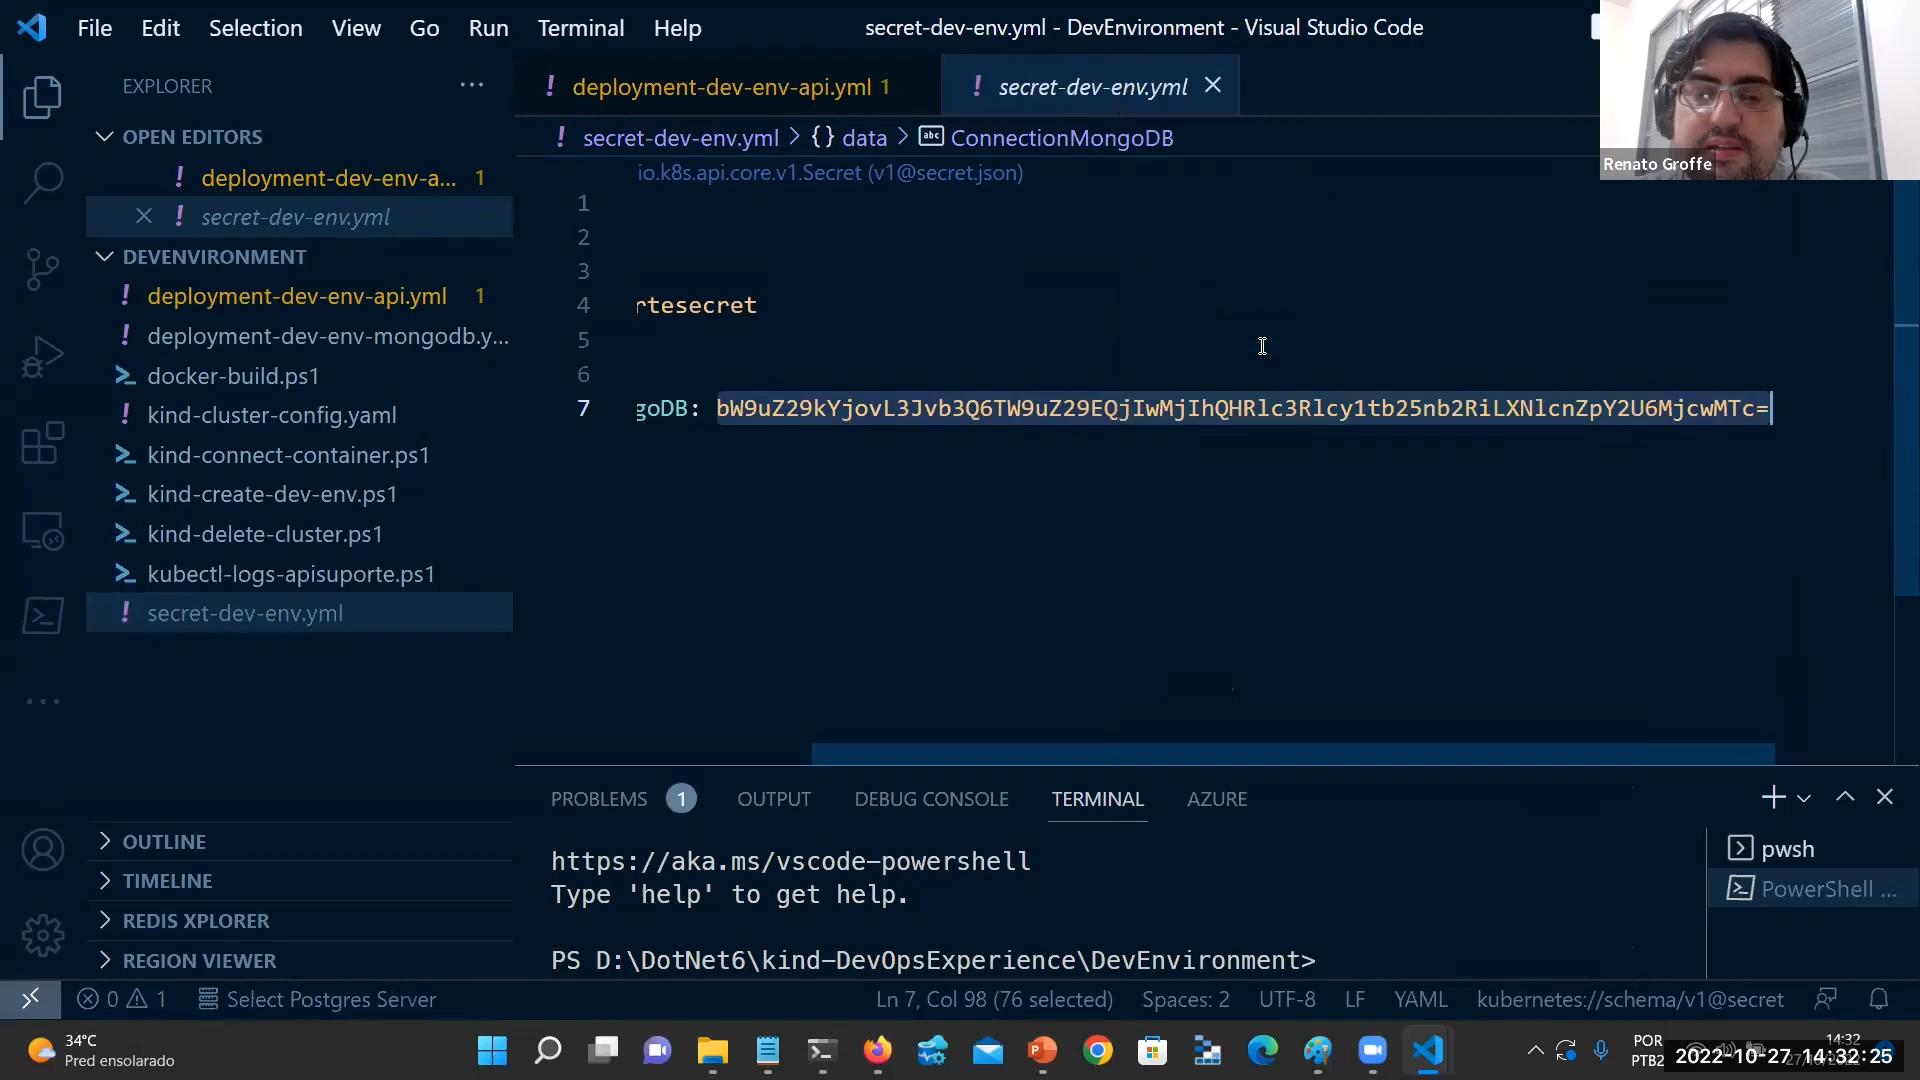 File Edit Selection View Go Run Terminal Help
secret-dev-env.yml - DevEnvironment - Visual Studio Code
EXPLORER
OPEN EDITORS
! deployment-dev-env-a... 1
! secret-dev-env.yml
DEVENVIRONMENT
! deployment-dev-env-api.yml 1
! deployment-dev-env-mongodb.y...
docker-build.ps1
! kind-cluster-config.yaml
kind-connect-container.ps1
kind-create-dev-env.ps1
kind-delete-cluster.ps1
kubectl-logs-apisuporte.ps1
! secret-dev-env.yml
OUTLINE
TIMELINE
REDIS XPLORER
REGION VIEWER
! deployment-dev-env-api.yml 1
! secret-dev-env.yml
! secret-dev-env.yml > {} data > abc ConnectionMongoDB
io.k8s.api.core.v1.Secret (v1@secret.json)
1
2
3
4 rtesecret
5
6
7 goDB: bW9uZ29kYjovL3Jvb3Q6TW9uZ29EQjIwMjIhQHRlc3Rlcy1tb25nb2RiLXNlcnZpY2U6MjcwMTc=
Renato Groffe
PROBLEMS 1 OUTPUT DEBUG CONSOLE TERMINAL AZURE
https://aka.ms/vscode-powershell
Type 'help' to get help.
PS D:\DotNet6\kind-DevOpsExperience\DevEnvironment>
pwsh
PowerShell ...
0 1 Select Postgres Server
Ln 7, Col 98 (76 selected) Spaces: 2 UTF-8 LF YAML kubernetes://schema/v1@secret
34°C
Pred ensolarado
POR
PTB2
14:32
2022-10-27 14:32:25